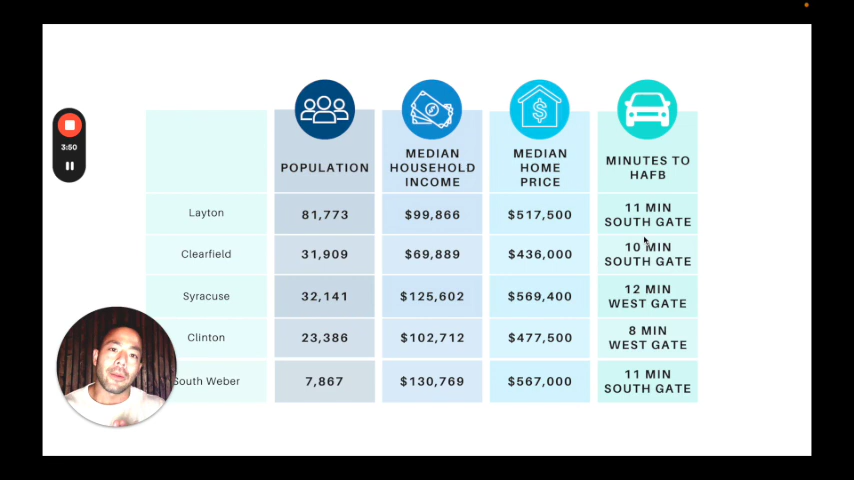 3:50
POPULATION
MEDIAN
HOUSEHOLD
INCOME
MEDIAN
HOME
PRICE
MINUTES TO
HAFB
Layton
81,773
$99,866
$517,500
11 MIN
SOUTH GATE
Clearfield
31,909
$69,889
$436,000
10 MIN
SOUTH GATE
Syracuse
32,141
$125,602
$569,400
12 MIN
WEST GATE
Clinton
23,386
$102,712
$477,500
8 MIN
WEST GATE
South Weber
7,867
$130,769
$567,000
11 MIN
SOUTH GATE